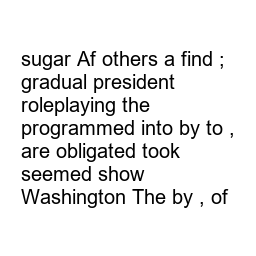 sugar Af others a find ;
gradual president
roleplaying the
programmed into by to ,
are obligated took
seemed show
Washington The by , of